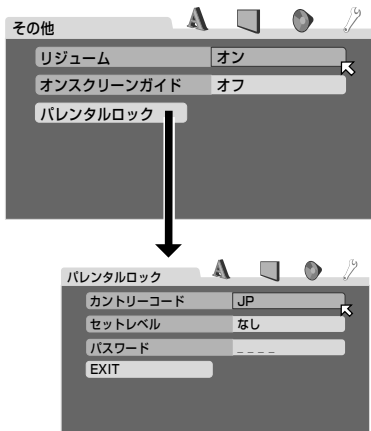 その他
リジューム オン
オンスクリーンガイド オフ
パレンタルロック
パレンタルロック
カントリーコード JP
セットレベル なし
パスワード _ _ _ _
EXIT